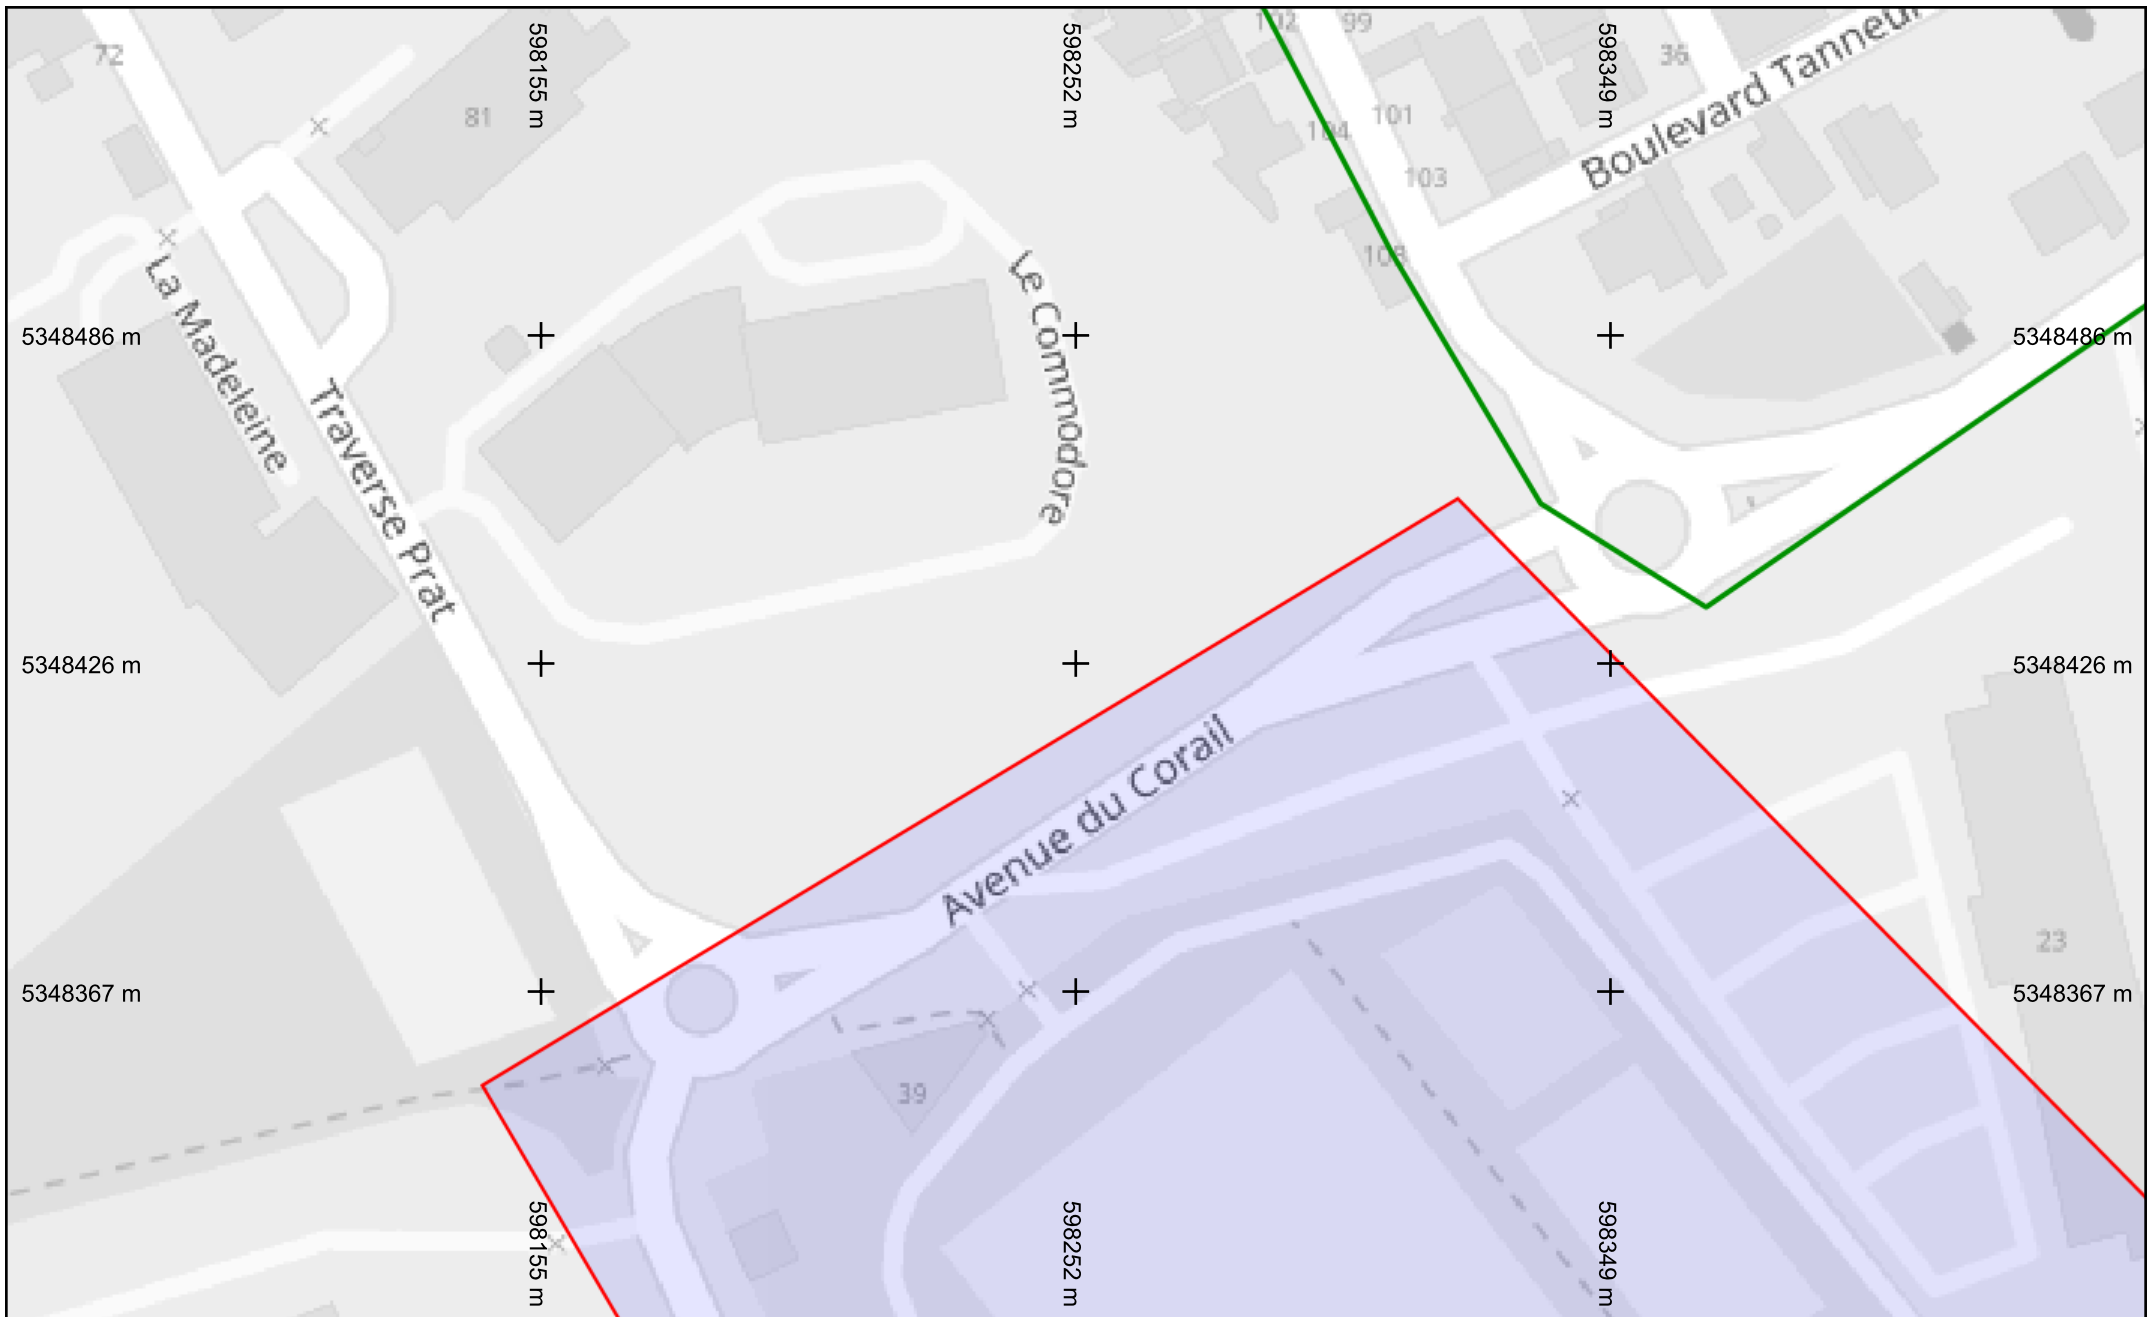 598155 m
598252 m
598349 m
102
99
36
72
81
101
104
103
103
Boulevard Tanneur
La Madeleine
Le Commodore
5348486 m
5348486 m
Traverse Prat
5348426 m
5348426 m
Avenue du Corail
23
5348367 m
5348367 m
39
598155 m
598252 m
598349 m